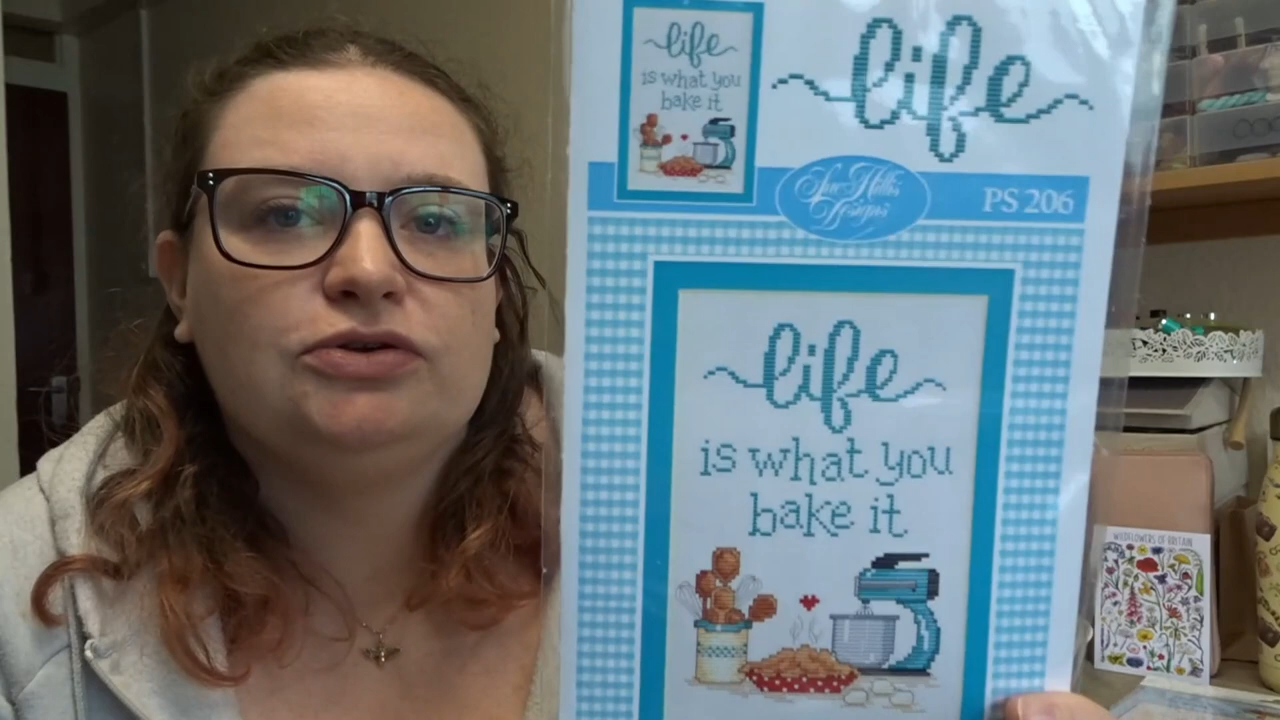 life
is what you
bake it
life
Sue Hillis
Designs
PS 206
life
is what you
bake it
WILDFLOWERS OF BRITAIN